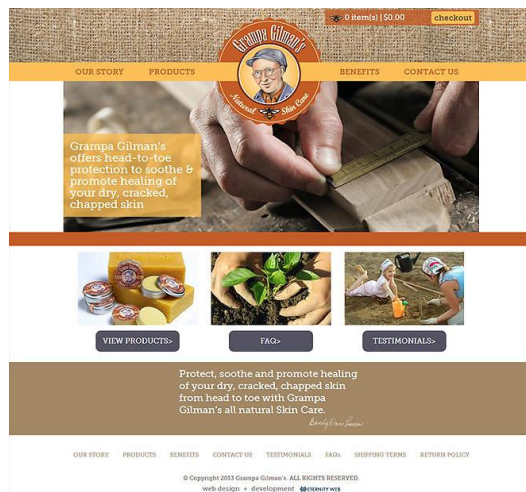 0 item(s) | $0.00
checkout
Grampa Gilman's
OUR STORY
PRODUCTS
BENEFITS
CONTACT US
Natural Skin Care
Grampa Gilman's
offers head-to-toe
protection to soothe &
promote healing of
your dry, cracked,
chapped skin
VIEW PRODUCTS>
FAQ>
TESTIMONIALS>
Protect, soothe and promote healing
of your dry, cracked, chapped skin
from head to toe with Grampa
Gilman's all natural Skin Care.
OUR STORY PRODUCTS BENEFITS CONTACT US TESTIMONIALS FAQs SHIPPING TERMS RETURN POLICY
© Copyright 2013 Grampa Gilman's. ALL RIGHTS RESERVED.
web design + development ETERNITY WEB